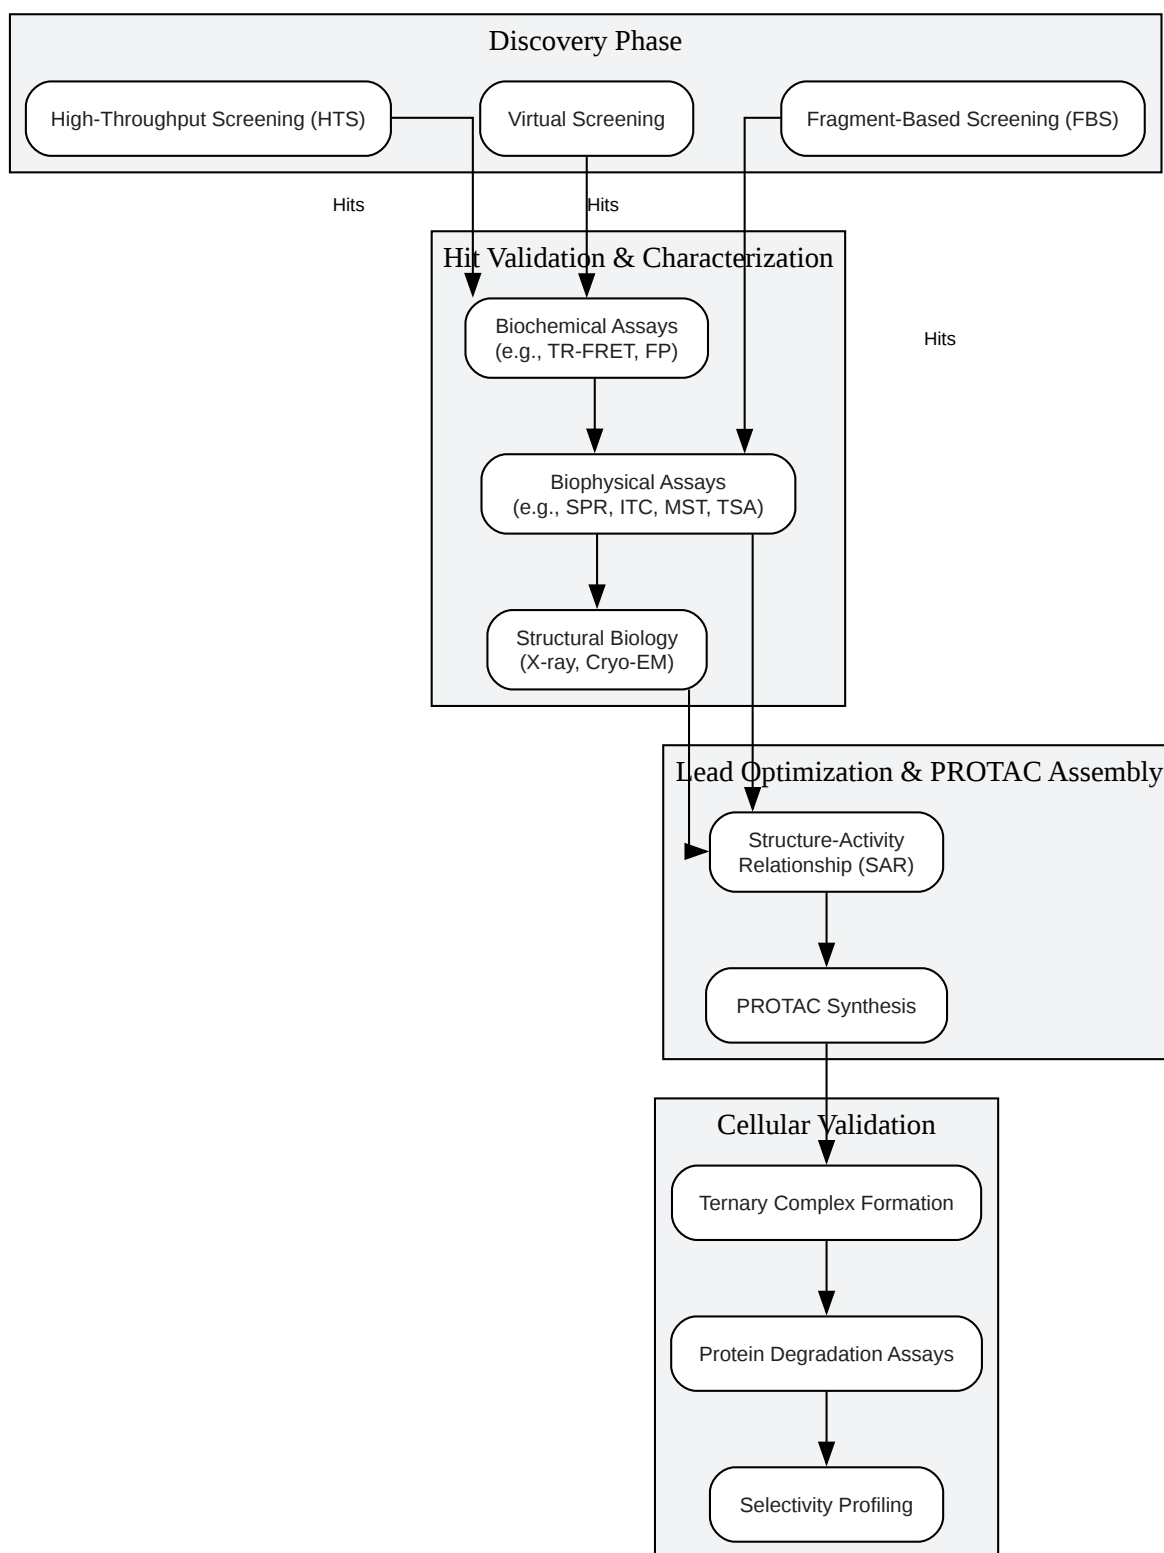 Discovery Phase
High-Throughput Screening (HTS)
Virtual Screening
Fragment-Based Screening (FBS)
Hits
Hits
Hit Validation & Characterization
Biochemical Assays
(e.g., TR-FRET, FP)
Hits
Biophysical Assays
(e.g., SPR, ITC, MST, TSA)
Structural Biology
(X-ray, Cryo-EM)
Lead Optimization & PROTAC Assembly
Structure-Activity
Relationship (SAR)
PROTAC Synthesis
Cellular Validation
Ternary Complex Formation
Protein Degradation Assays
Selectivity Profiling